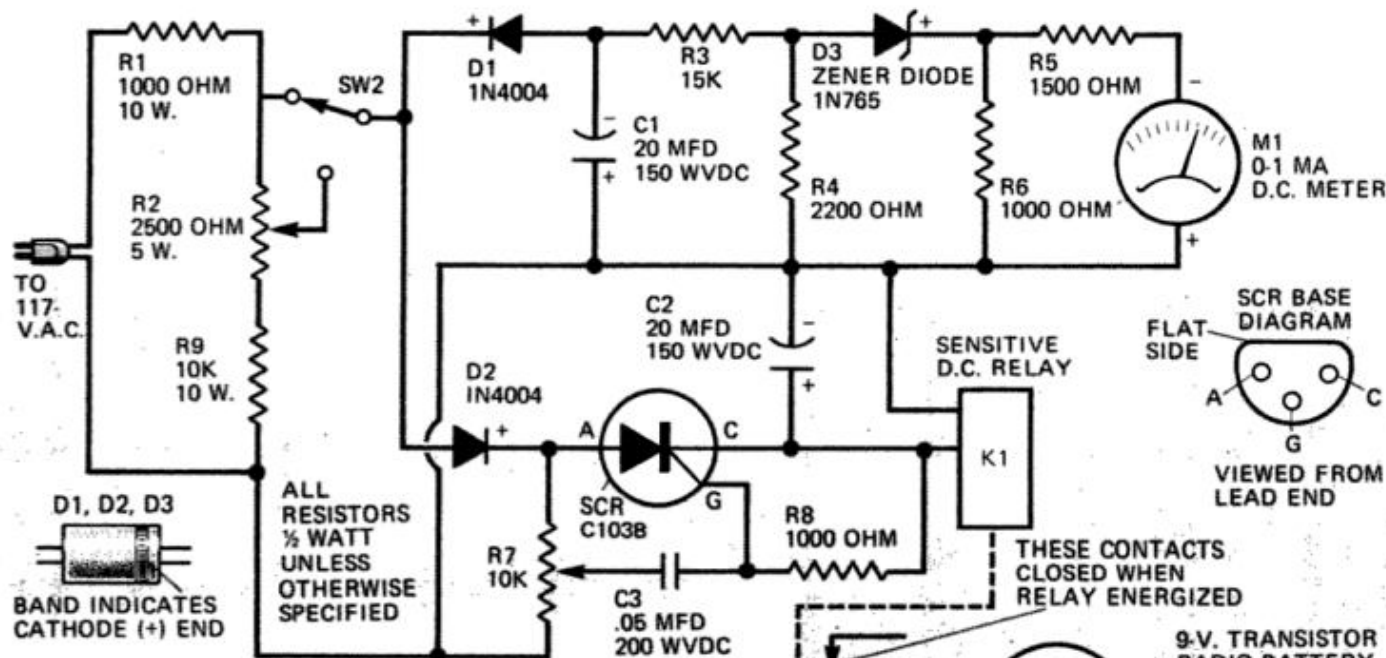 R1
1000 OHM
10 W.
SW2
+
D1
1N4004
R3
15K
D3
ZENER DIODE
1N765
+
R5
1500 OHM
-
M1
0-1 MA
D.C. METER
+
C1
20 MFD
150 WVDC
-
+
R4
2200 OHM
R6
1000 OHM
R2
2500 OHM
5 W.
TO
117-
V.A.C.
R9
10K
10 W.
C2
20 MFD
150 WVDC
-
+
SENSITIVE
D.C. RELAY
K1
SCR BASE
DIAGRAM
FLAT
SIDE
A
C
G
VIEWED FROM
LEAD END
D2
IN4004
+
A
C
G
SCR
C103B
R8
1000 OHM
R7
10K
C3
.05 MFD
200 WVDC
D1, D2, D3
BAND INDICATES
CATHODE (+) END
ALL
RESISTORS
½ WATT
UNLESS
OTHERWISE
SPECIFIED
THESE CONTACTS
CLOSED WHEN
RELAY ENERGIZED
9-V. TRANSISTOR
RADIO BATTERY